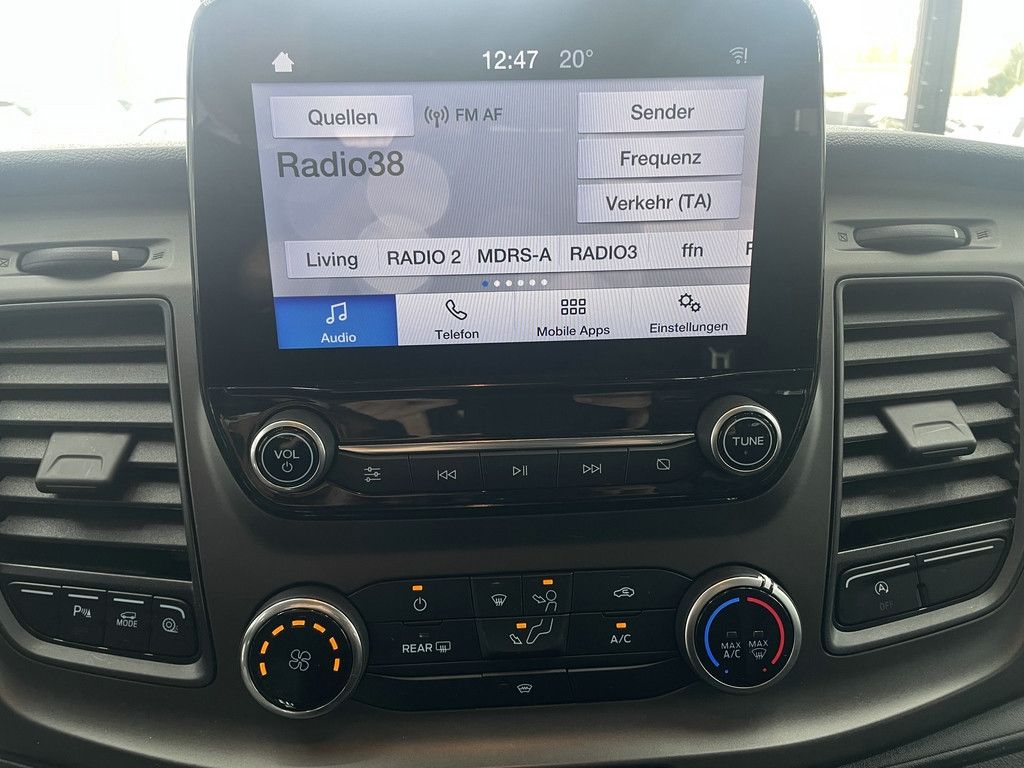 12:47 20°
Quellen FM AF Sender
Radio38 Frequenz
Verkehr (TA)
Living RADIO 2 MDRS-A RADIO3 ffn
Audio Telefon Mobile Apps Einstellungen
VOL TUNE
A
OFF
P
MODE
REAR A/C
MAX MAX
A/C